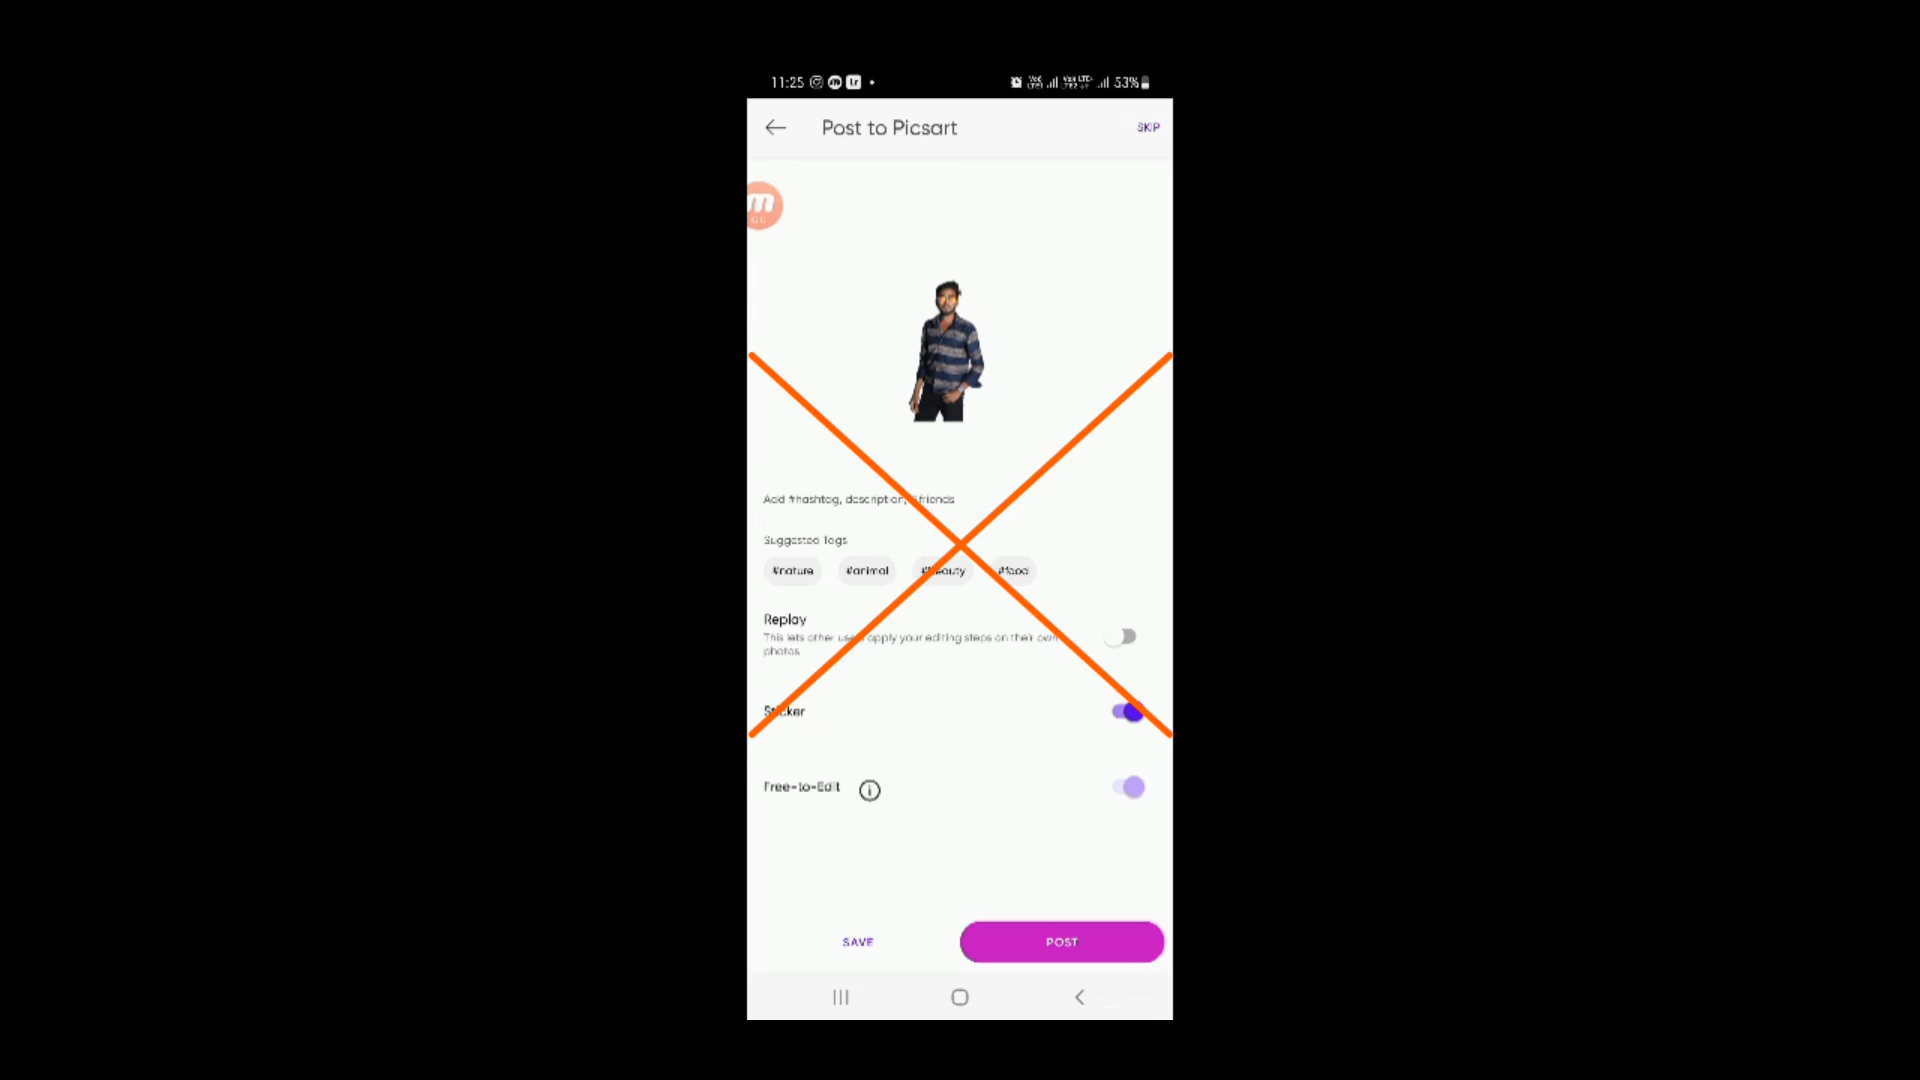 11:25 53%
Post to Picsart SKIP
m
Add #hashtag, description, friends
Suggested Tags
#nature #animal #beauty #food
Replay
This lets other users apply your editing steps on their own
photos
Sticker
Free-to-Edit
SAVE POST